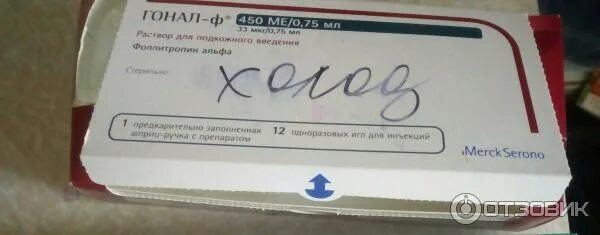 ГОНАЛ-ф® 450 МЕ/0,75 мл
33 мкг/0,75 мл
Раствор для подкожного введения
Фоллитропин альфа
Стерильно
холод
1 предварительно заполненная шприц-ручка с препаратом
12 одноразовых игл для инъекций
MerckSerono
ОТЗОВИК